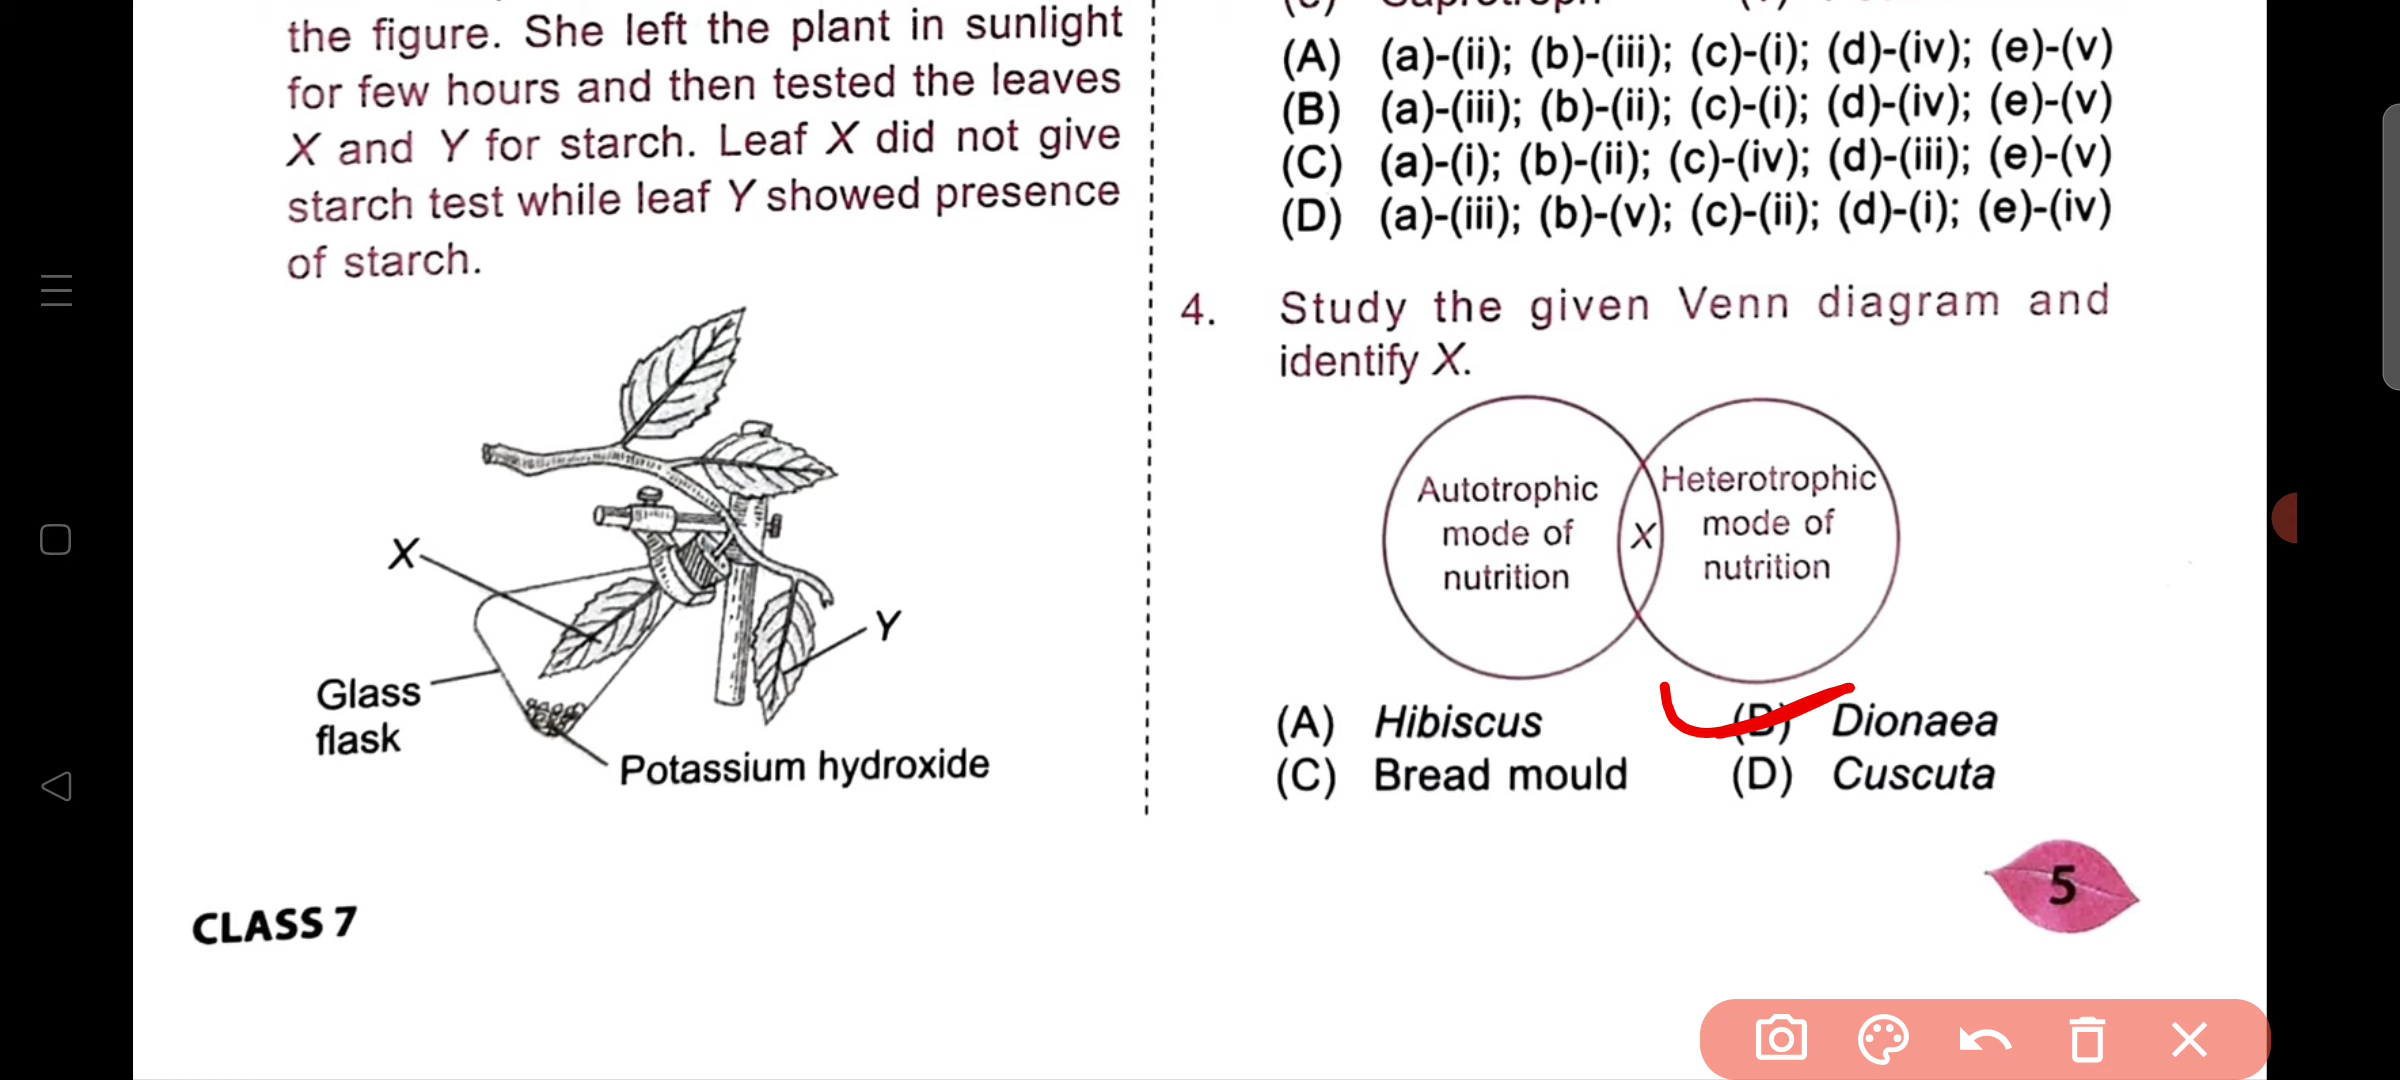 the figure. She left the plant in sunlight
for few hours and then tested the leaves
X and Y for starch. Leaf X did not give
starch test while leaf Y showed presence
of starch.
X
Y
Glass
flask
Potassium hydroxide
CLASS 7
(A) (a)-(ii); (b)-(iii); (c)-(i); (d)-(iv); (e)-(v)
(B) (a)-(iii); (b)-(ii); (c)-(i); (d)-(iv); (e)-(v)
(C) (a)-(i); (b)-(ii); (c)-(iv); (d)-(iii); (e)-(v)
(D) (a)-(iii); (b)-(v); (c)-(ii); (d)-(i); (e)-(iv)
4. Study the given Venn diagram and
identify X.
Autotrophic
mode of
nutrition
X
Heterotrophic
mode of
nutrition
(A) Hibiscus (B) Dionaea
(C) Bread mould (D) Cuscuta
5